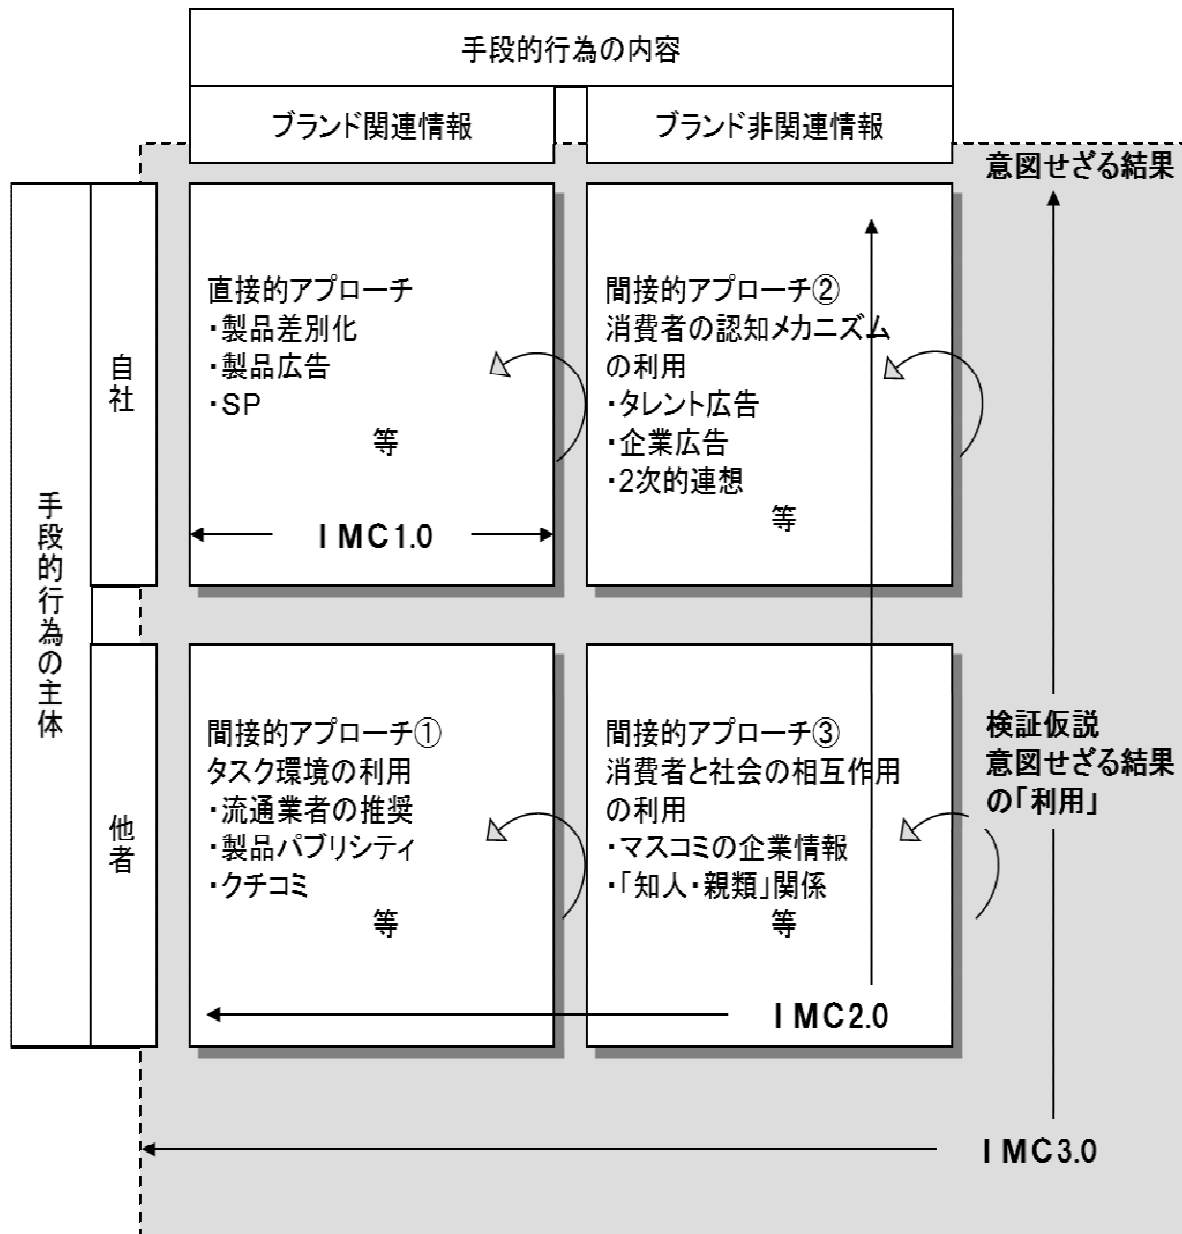 手段的行為の内容
ブランド関連情報
ブランド非関連情報
意図せざる結果
手段的行為の主体
自社
直接的アプローチ
・製品差別化
・製品広告
・SP
等
IMC1.0
間接的アプローチ②
消費者の認知メカニズム
の利用
・タレント広告
・企業広告
・2次的連想
等
他者
間接的アプローチ①
タスク環境の利用
・流通業者の推奨
・製品パブリシティ
・クチコミ
等
間接的アプローチ③
消費者と社会の相互作用
の利用
・マスコミの企業情報
・「知人・親類」関係
等
IMC2.0
検証仮説
意図せざる結果
の「利用」
IMC3.0